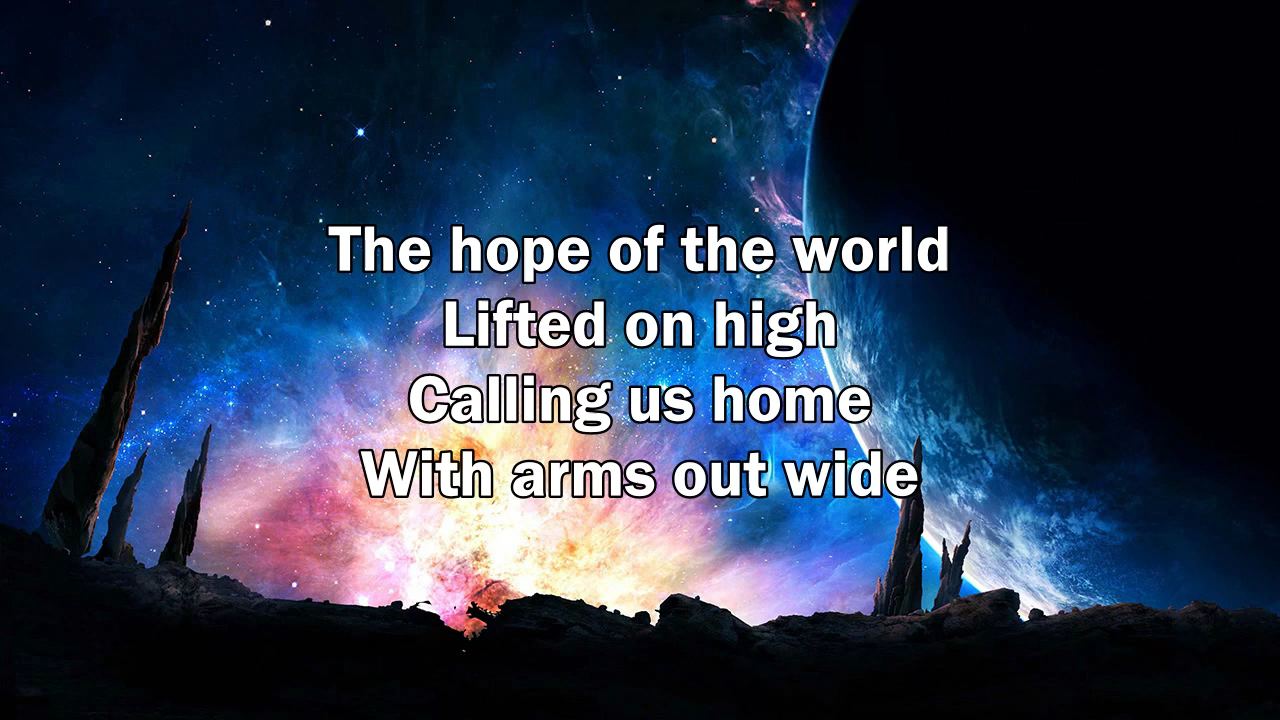 The hope of the world
Lifted on high
Calling us home
With arms out wide